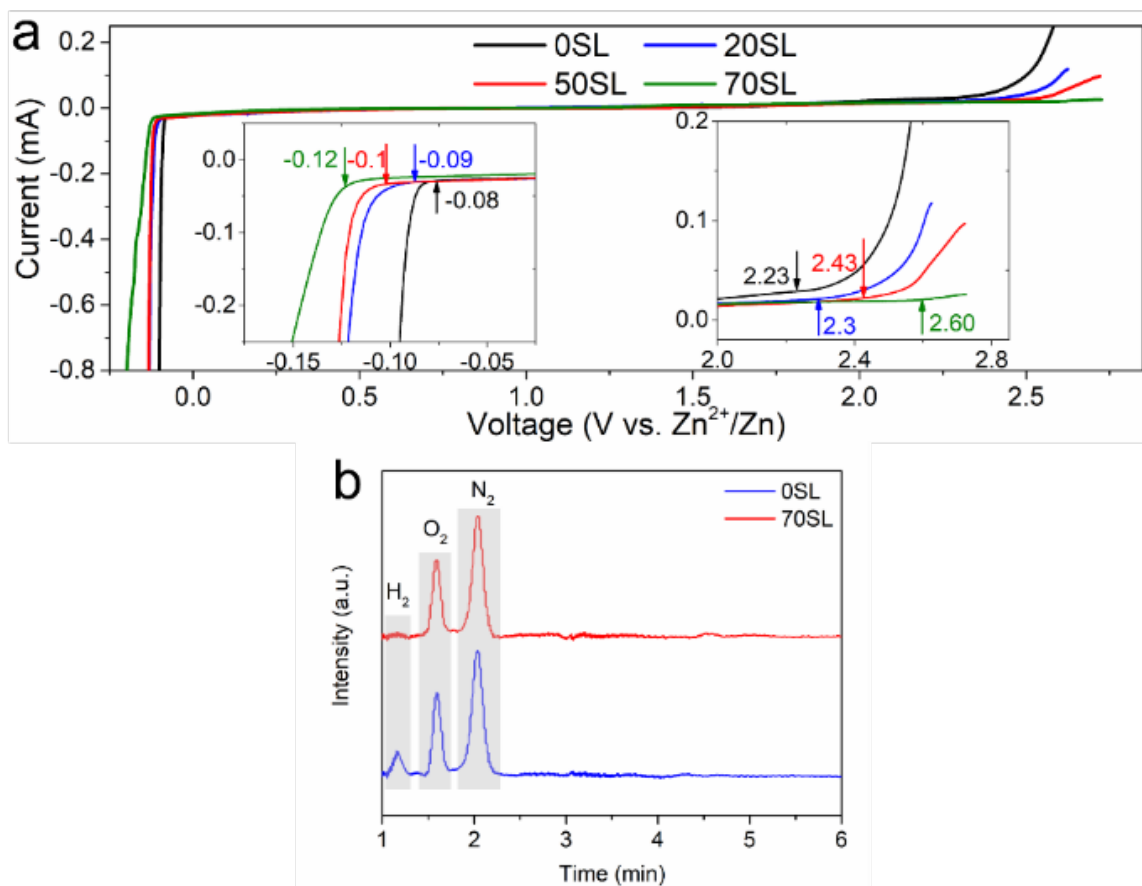 a
0SL
20SL
50SL
70SL
Current (mA)
0.2
0.0
-0.2
-0.4
-0.6
-0.8
0.0
0.5
1.0
1.5
2.0
2.5
Voltage (V vs. Zn²⁺/Zn)
0.0
-0.1
-0.2
-0.15
-0.10
-0.05
-0.12
-0.1
-0.09
-0.08
0.2
0.1
0.0
2.0
2.4
2.8
2.23
2.43
2.3
2.60
b
0SL
70SL
H₂
O₂
N₂
Intensity (a.u.)
1
2
3
4
5
6
Time (min)